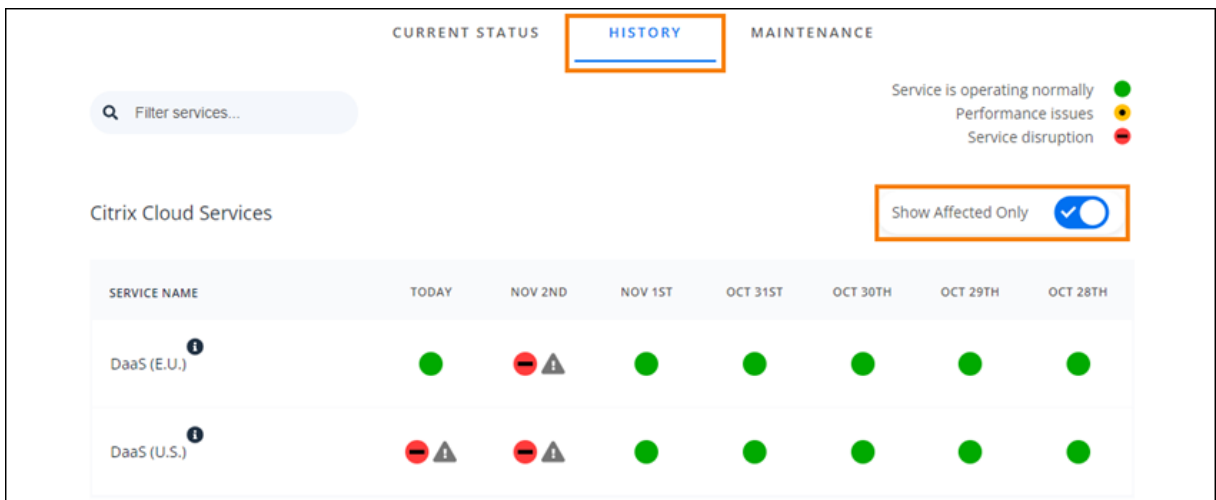 CURRENT STATUS HISTORY MAINTENANCE
Filter services...
Service is operating normally
Performance issues
Service disruption
Citrix Cloud Services
Show Affected Only
SERVICE NAME TODAY NOV 2ND NOV 1ST OCT 31ST OCT 30TH OCT 29TH OCT 28TH
DaaS (E.U.)
DaaS (U.S.)